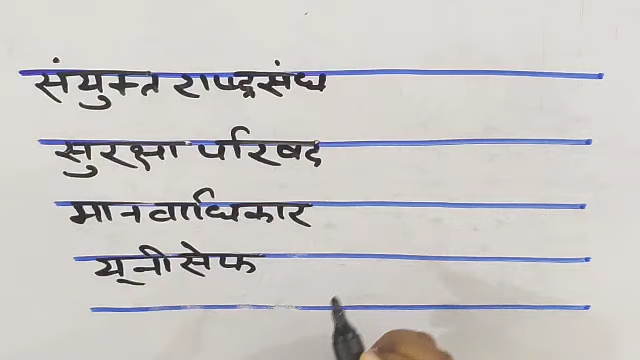 संयुक्त राष्ट्रसंघ
सुरक्षा परिषद
मानवाधिकार
यूनीसेफ